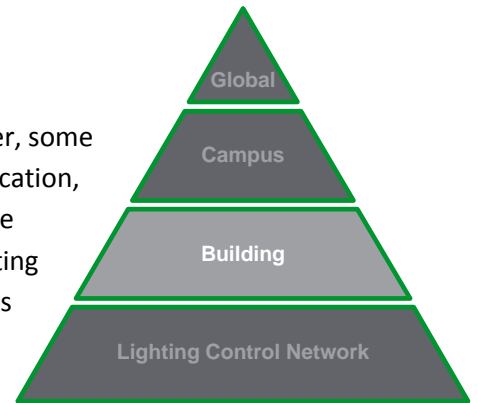 er, some
cation,
e
ting
s
Global
Campus
Building
Lighting Control Network